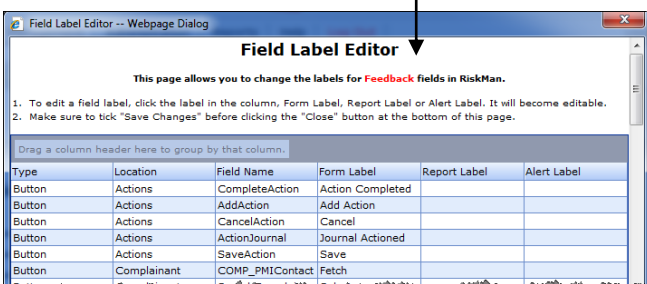 Field Label Editor -- Webpage Dialog
Field Label Editor
This page allows you to change the labels for Feedback fields in RiskMan.
1. To edit a field label, click the label in the column, Form Label, Report Label or Alert Label. It will become editable.
2. Make sure to tick "Save Changes" before clicking the "Close" button at the bottom of this page.
Drag a column header here to group by that column.
Type Location Field Name Form Label Report Label Alert Label
Button Actions CompleteAction Action Completed
Button Actions AddAction Add Action
Button Actions CancelAction Cancel
Button Actions ActionJournal Journal Actioned
Button Actions SaveAction Save
Button Complainant COMP_PMIContact Fetch